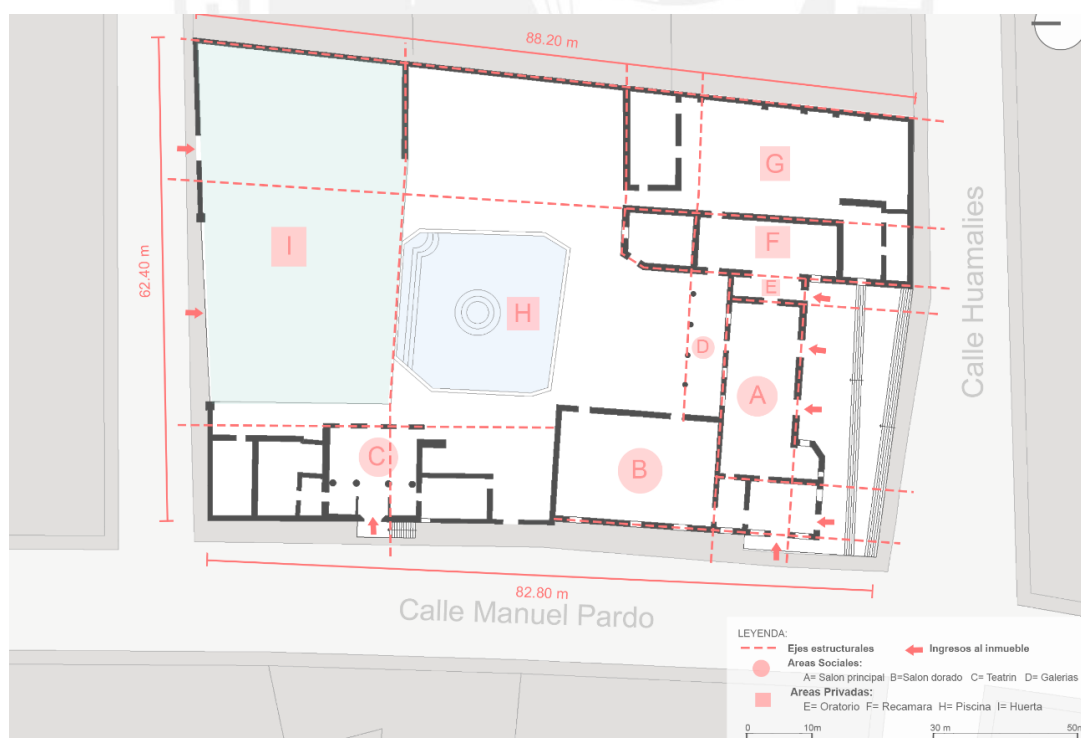 88.20 m
62.40 m
G
F
I
E
H
D
A
C
B
Calle Huamalies
82.80 m
Calle Manuel Pardo
LEYENDA:
Ejes estructurales
Ingresos al inmueble
Areas Sociales:
A= Salon principal B=Salon dorado C= Teatrin D= Galerias
Areas Privadas:
E= Oratorio F= Recamara H= Piscina I= Huerta
0 10m 30 m 50m